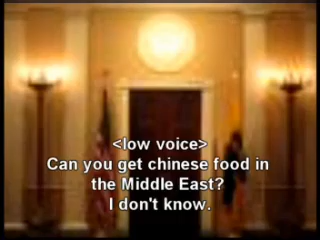 <low voice>
Can you get chinese food in
the Middle East?
I don't know.